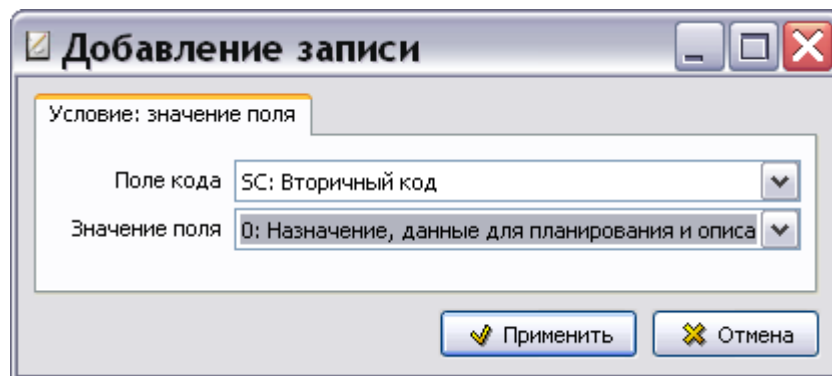 Добавление записи
Условие: значение поля
Поле кода SC: Вторичный код
Значение поля 0: Назначение, данные для планирования и описа
Применить Отмена